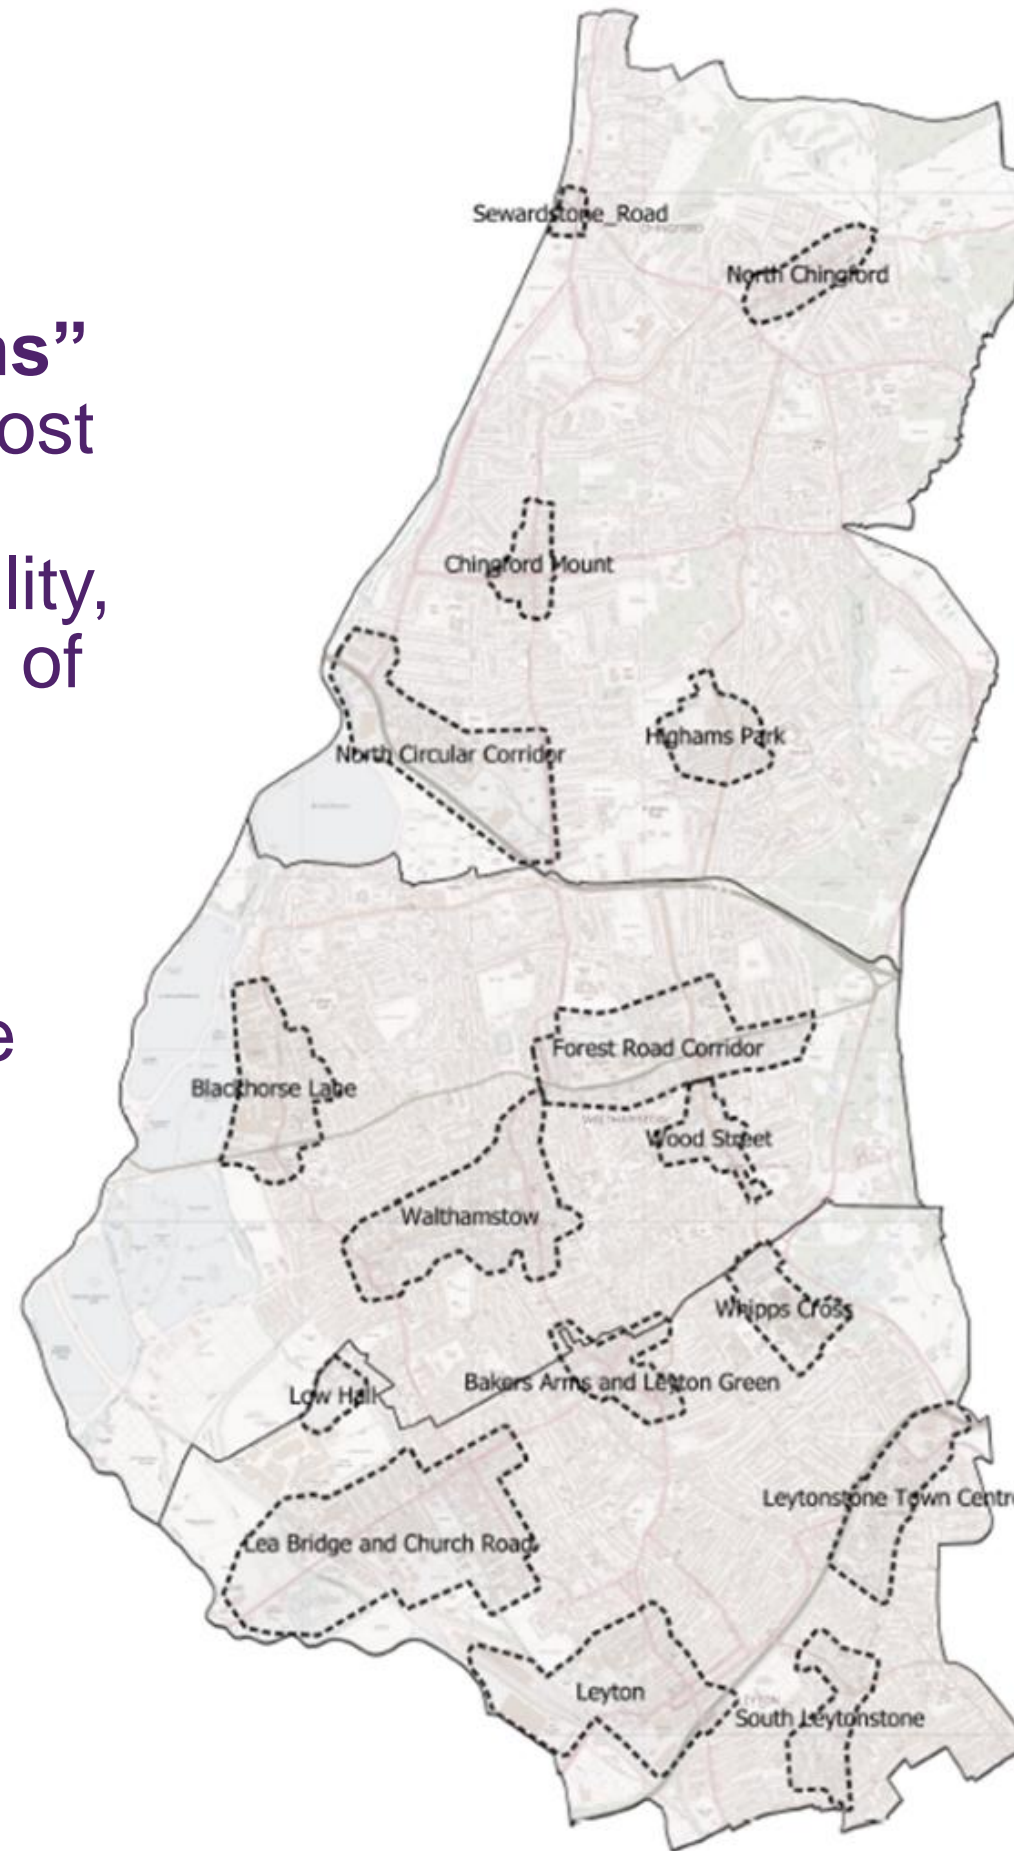 ns”
ost
lity,
of
e
Sewardstone_Road
North Chingford
Chingford Mount
Highams Park
North Circular Corridor
Forest Road Corridor
Blackhorse Lane
Wood Street
Walthamstow
Whipps Cross
Bakers Arms and Leyton Green
Low Hall
Leytonstone Town Centr
Lea Bridge and Church Road
Leyton
South Leytonstone